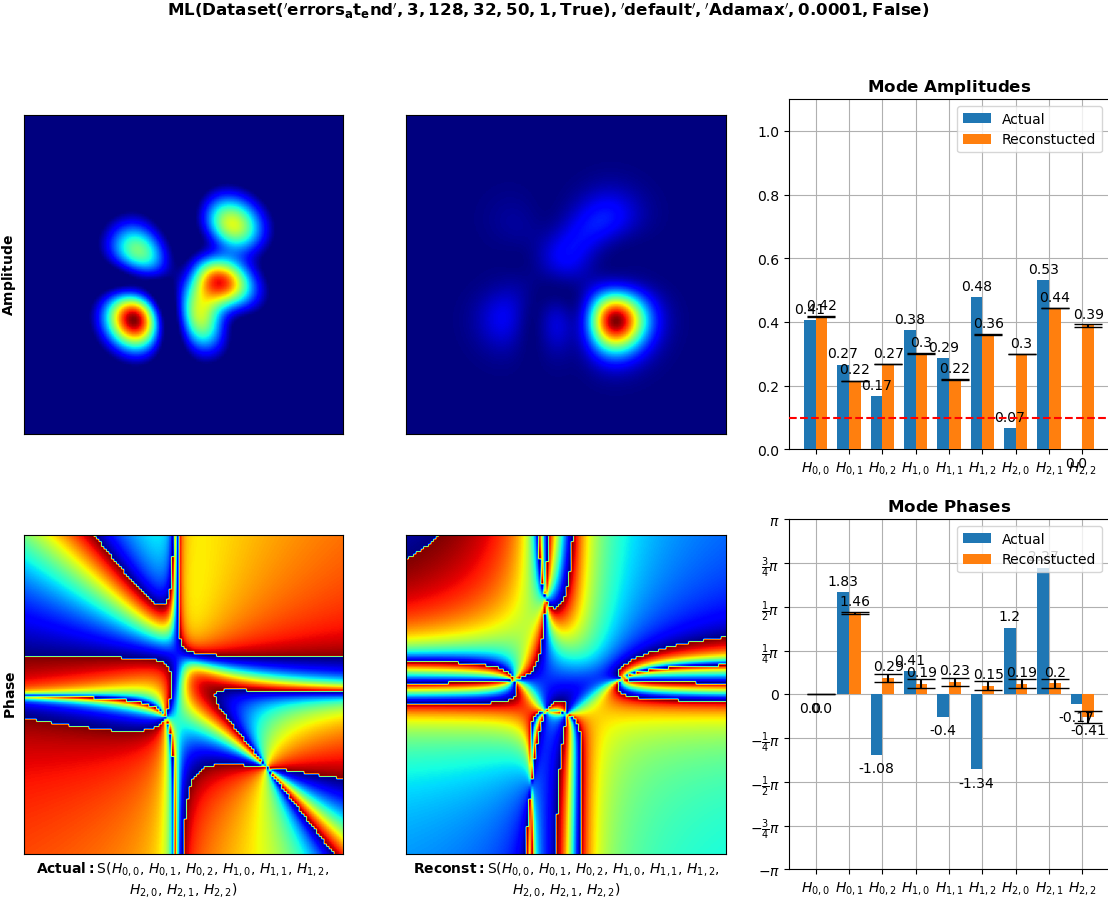 ML(Dataset('errors_at_end', 3, 128, 32, 50, 1, True), 'default', 'Adamax', 0.0001, False)
Amplitude
Mode Amplitudes
Actual
Reconstucted
1.0
0.8
0.6
0.4
0.2
0.0
0.41 0.42 0.27 0.22 0.17 0.27 0.38 0.3 0.29 0.22 0.48 0.36 0.07 0.3 0.53 0.44 0.0 0.39
H0,0 H0,1 H0,2 H1,0 H1,1 H1,2 H2,0 H2,1 H2,2
Phase
Mode Phases
Actual
Reconstucted
π
3/4π
1/2π
1/4π
0
−1/4π
−1/2π
−3/4π
−π
0.0 0.0 1.83 1.46 -1.08 0.29 0.41 0.19 -0.4 0.23 -1.34 0.15 1.2 0.19 0.2 -0.17 -0.41
H0,0 H0,1 H0,2 H1,0 H1,1 H1,2 H2,0 H2,1 H2,2
Actual: S(H0,0, H0,1, H0,2, H1,0, H1,1, H1,2,
H2,0, H2,1, H2,2)
Reconst: S(H0,0, H0,1, H0,2, H1,0, H1,1, H1,2,
H2,0, H2,1, H2,2)